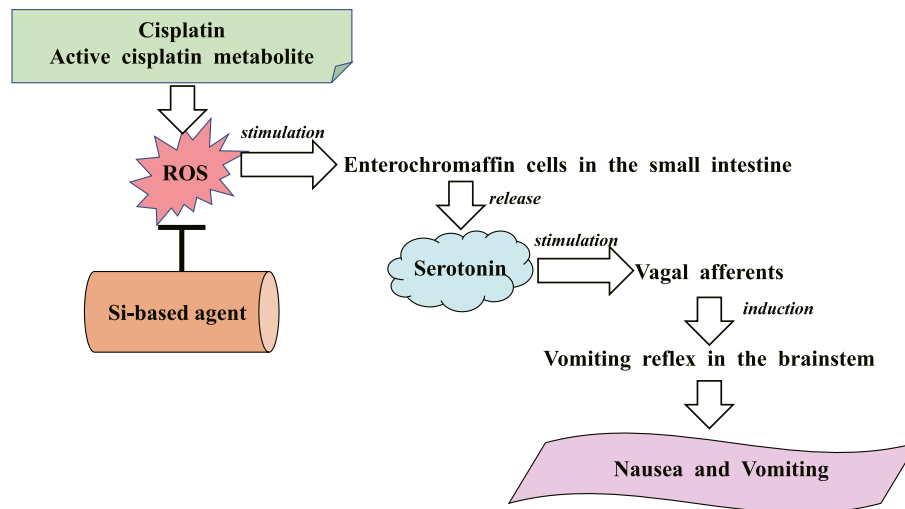 Cisplatin
Active cisplatin metabolite
stimulation
ROS
Enterochromaffin cells in the small intestine
release
Serotonin
stimulation
Vagal afferents
Si-based agent
induction
Vomiting reflex in the brainstem
Nausea and Vomiting